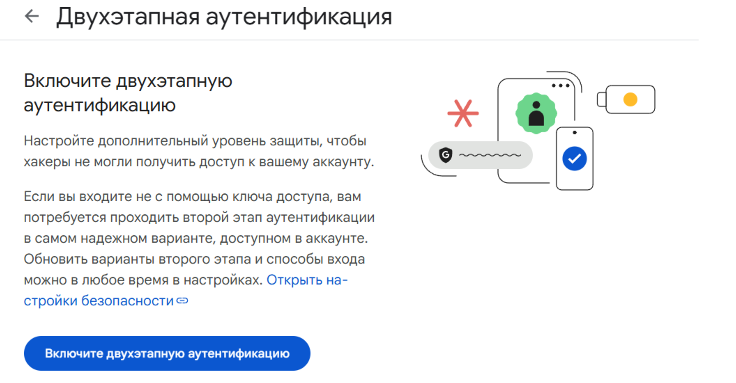 Двухэтапная аутентификация
Включите двухэтапную
аутентификацию
Настройте дополнительный уровень защиты, чтобы
хакеры не могли получить доступ к вашему аккаунту.
Если вы входите не с помощью ключа доступа, вам
потребуется проходить второй этап аутентификации
в самом надежном варианте, доступном в аккаунте.
Обновить варианты второго этапа и способы входа
можно в любое время в настройках. Открыть на-
стройки безопасности
Включите двухэтапную аутентификацию